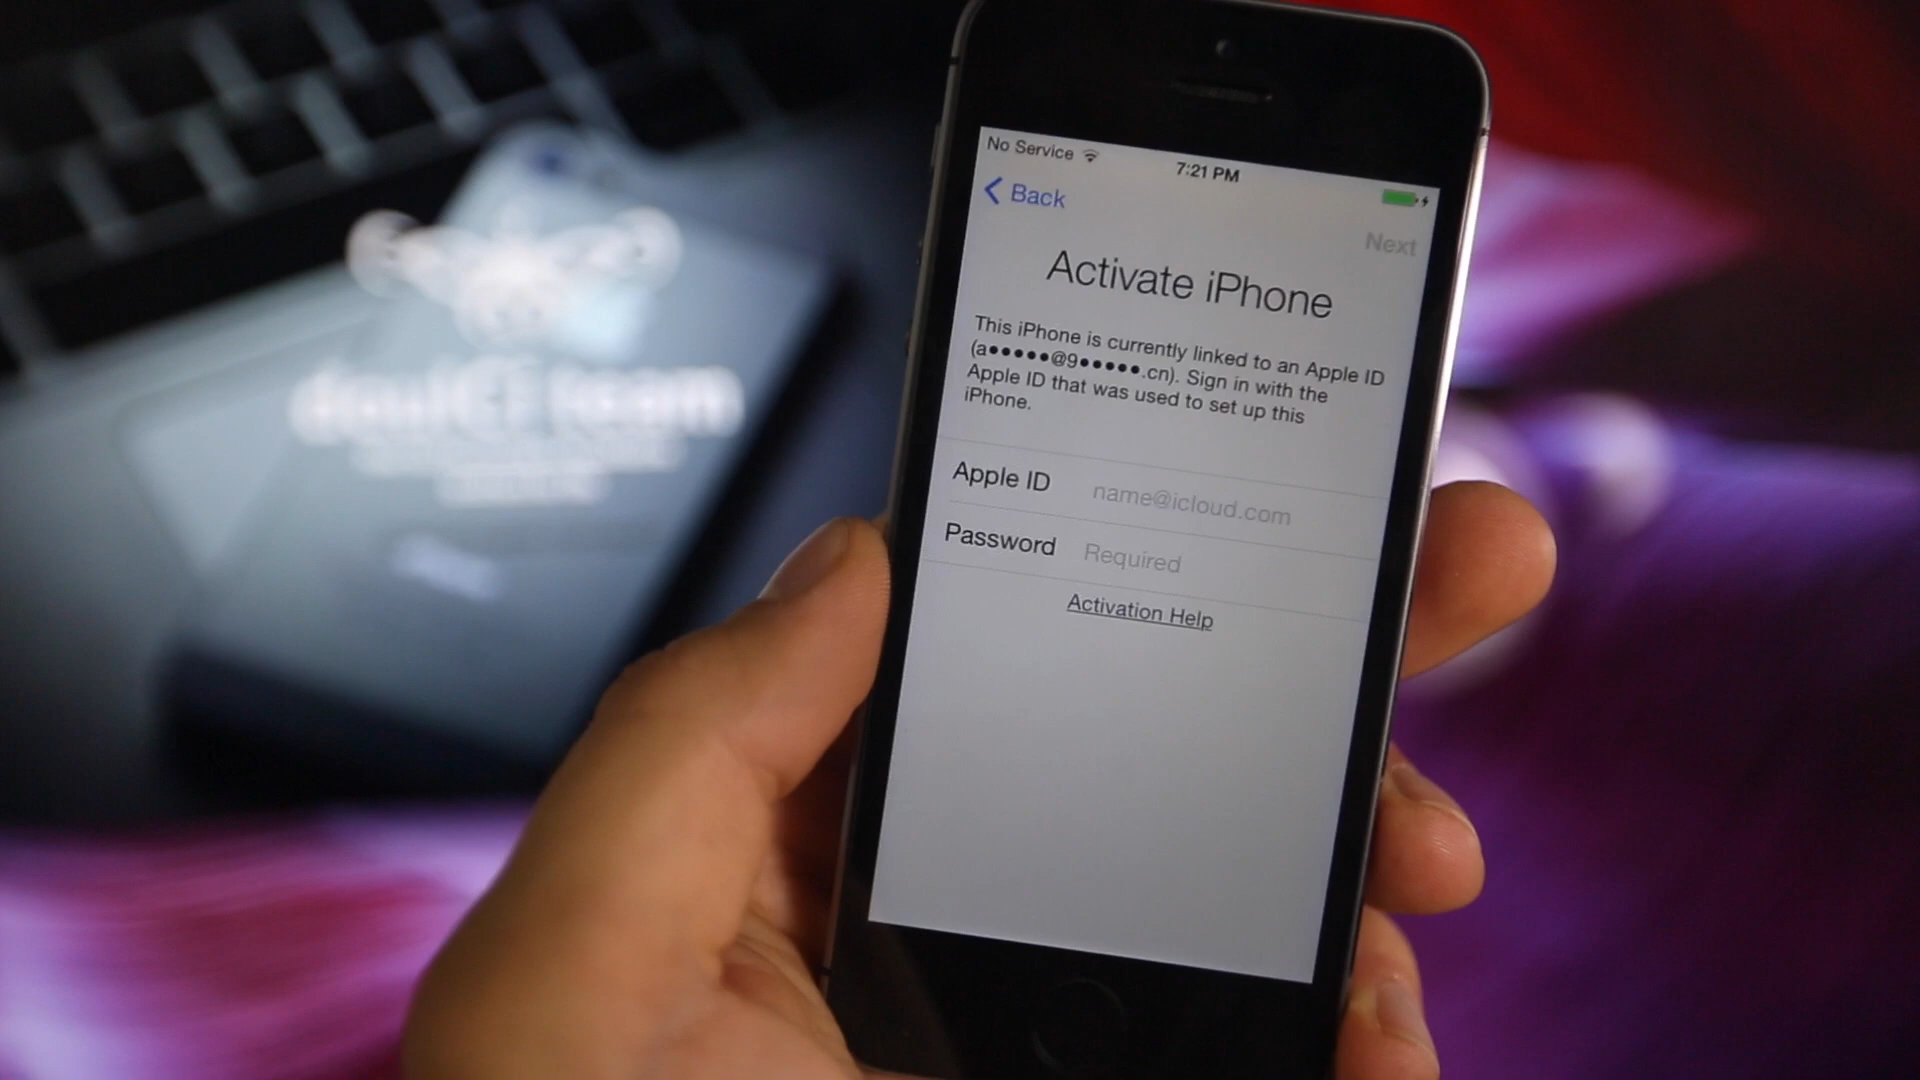 No Service
7:21 PM
Back
Next
Activate iPhone
This iPhone is currently linked to an Apple ID
(a●●●●●@9●●●●●.cn). Sign in with the
Apple ID that was used to set up this
iPhone.
Apple ID name@icloud.com
Password Required
Activation Help
team